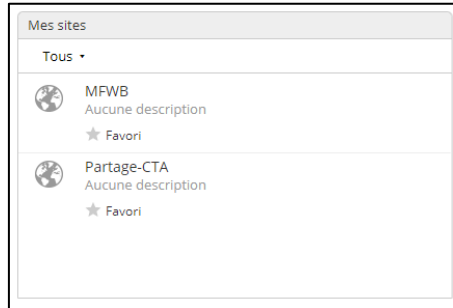 Mes sites
Tous
MFWB
Aucune description
Favori
Partage-CTA
Aucune description
Favori